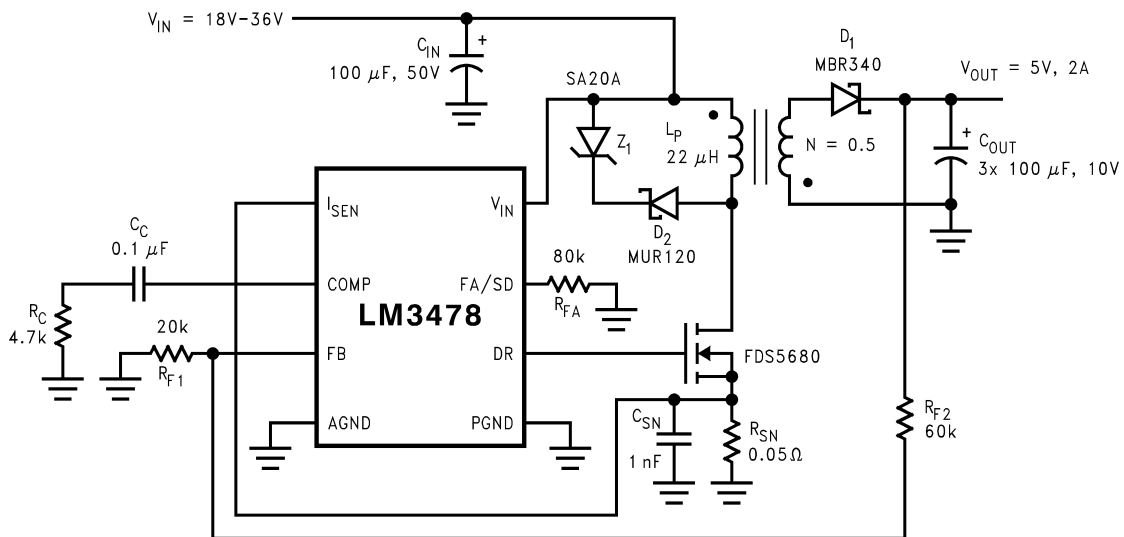 V_IN = 18V-36V
C_IN
+
100 μF, 50V
SA20A
Z_1
L_P
22 μH
N = 0.5
D_1
MBR340
V_OUT = 5V, 2A
+
C_OUT
3x 100 μF, 10V
D_2
MUR120
I_SEN
V_IN
COMP
FA/SD
LM3478
FB
DR
AGND
PGND
C_C
0.1 μF
R_C
4.7k
20k
R_F1
80k
R_FA
FDS5680
C_SN
1 nF
R_SN
0.05Ω
R_F2
60k